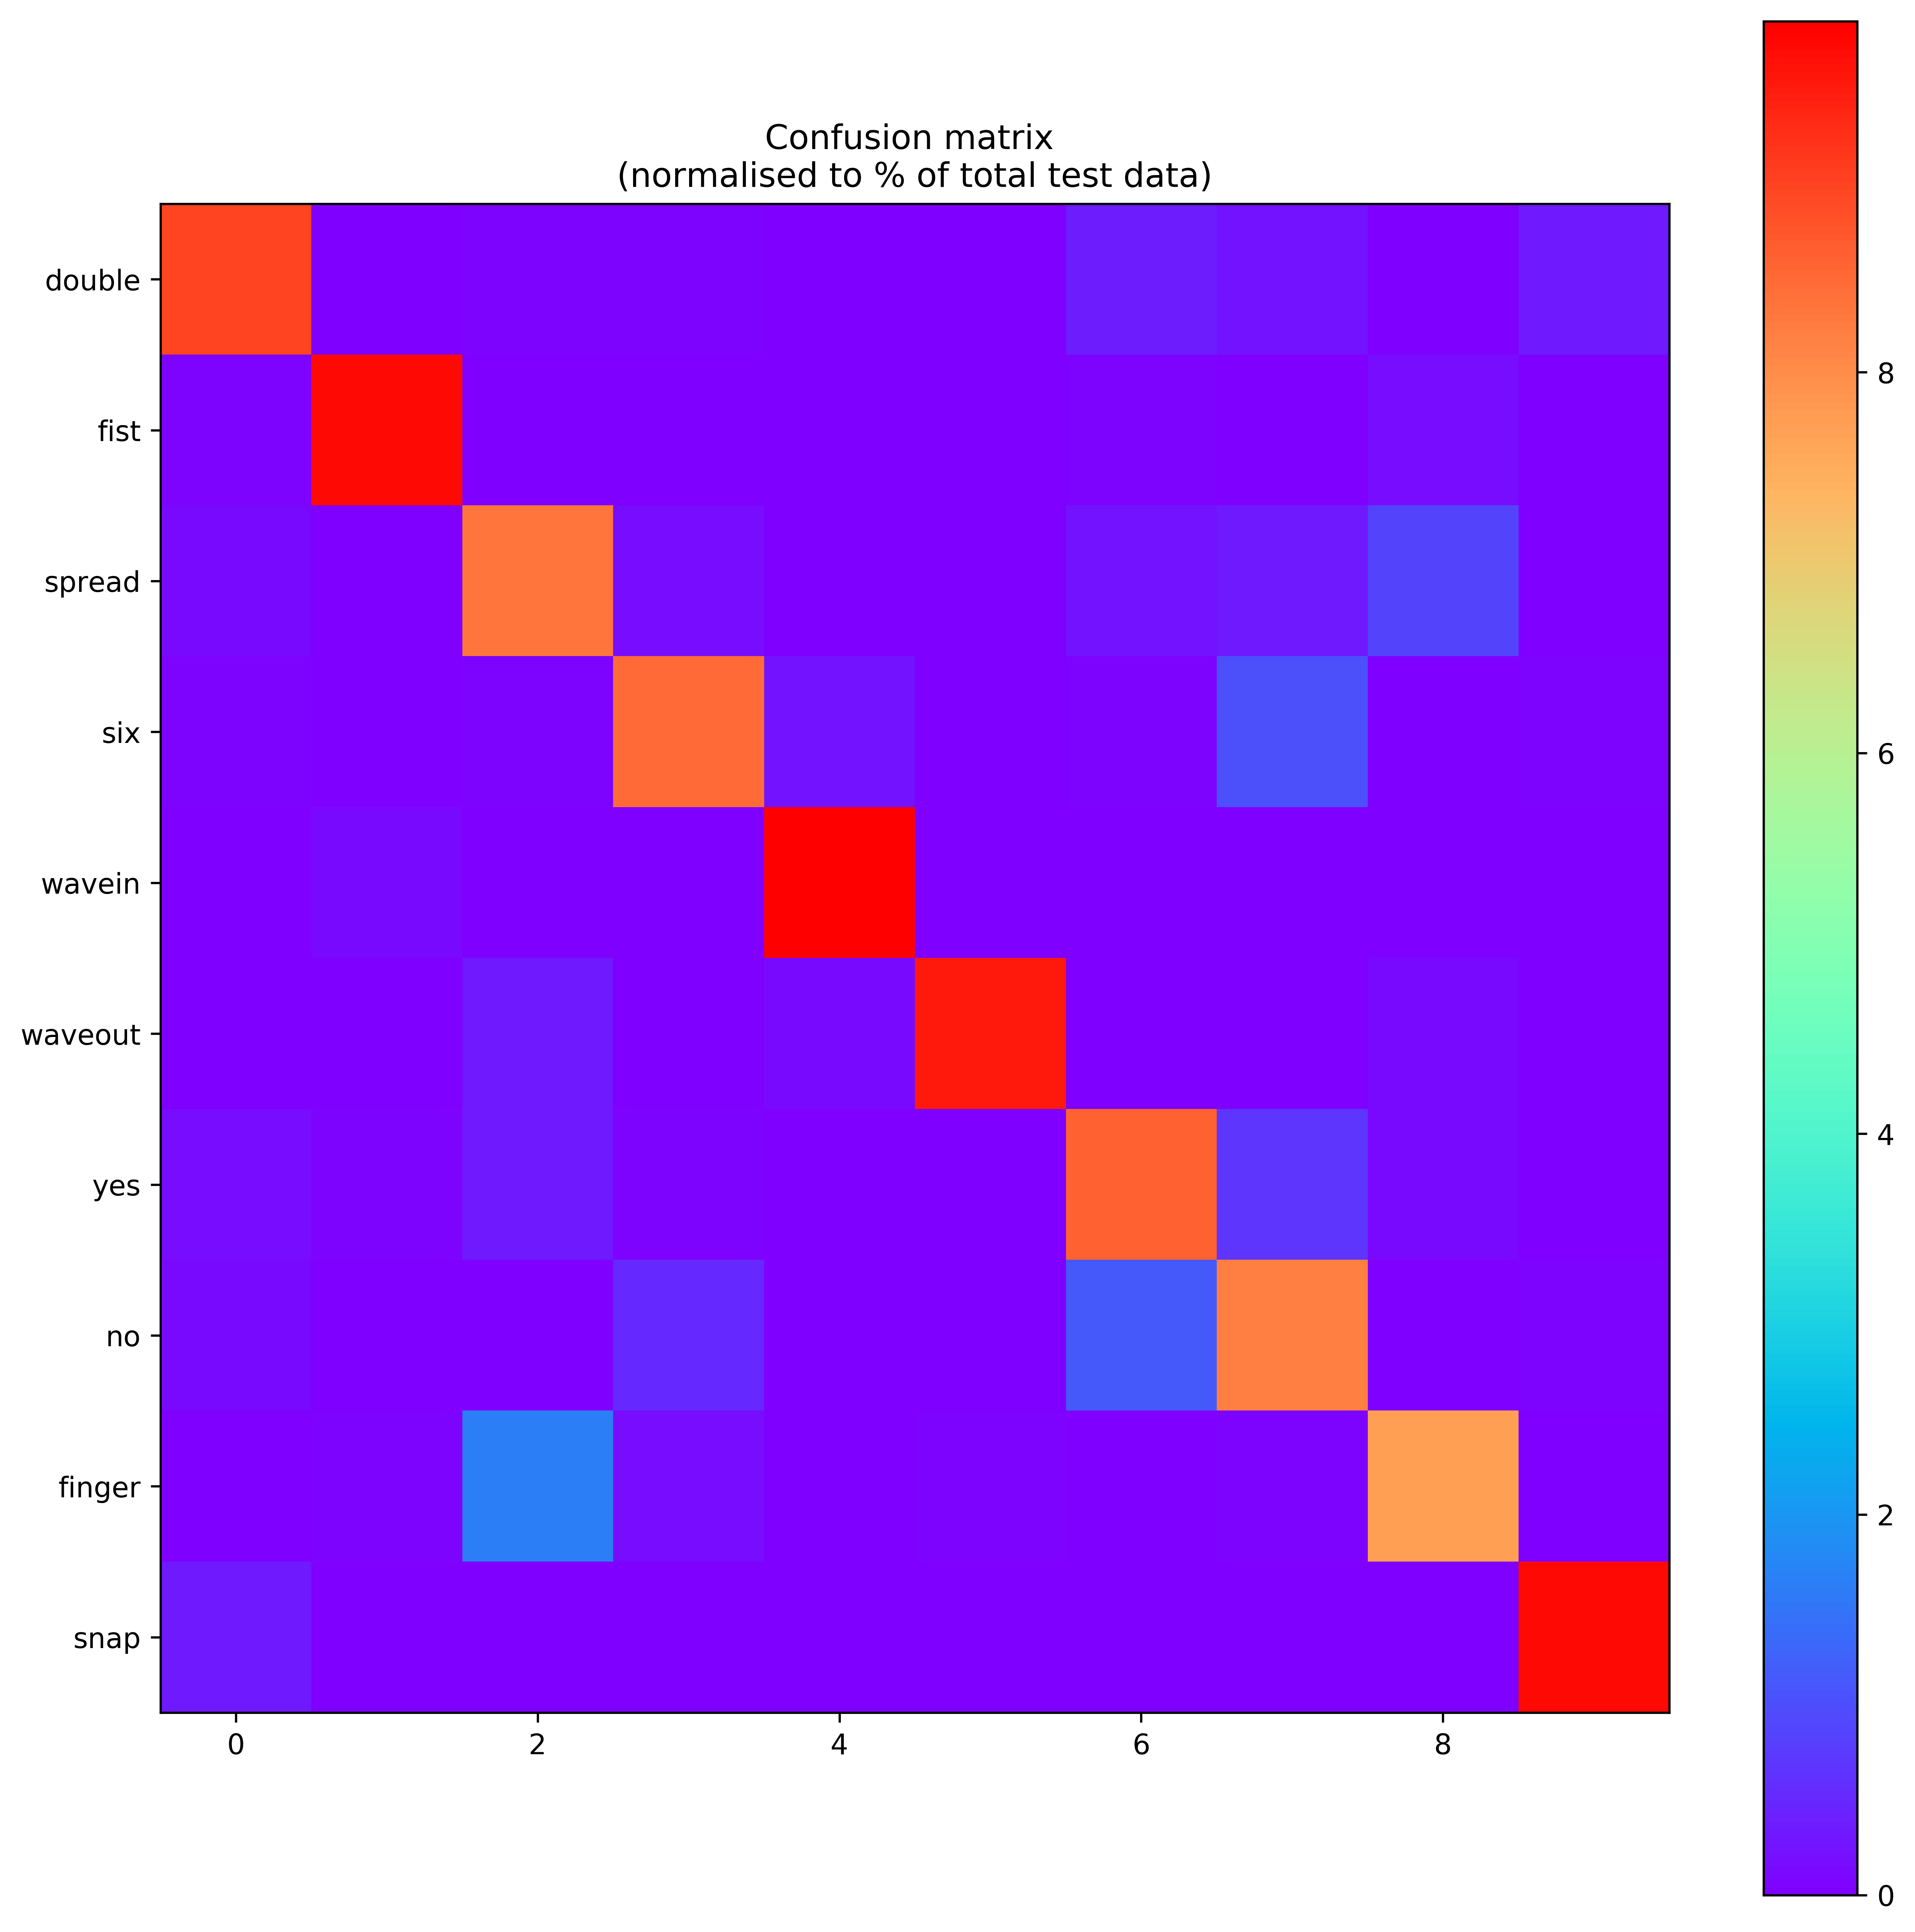 Confusion matrix
(normalised to % of total test data)
double
fist
spread
six
wavein
waveout
yes
no
finger
snap
0 2 4 6 8
8
6
4
2
0